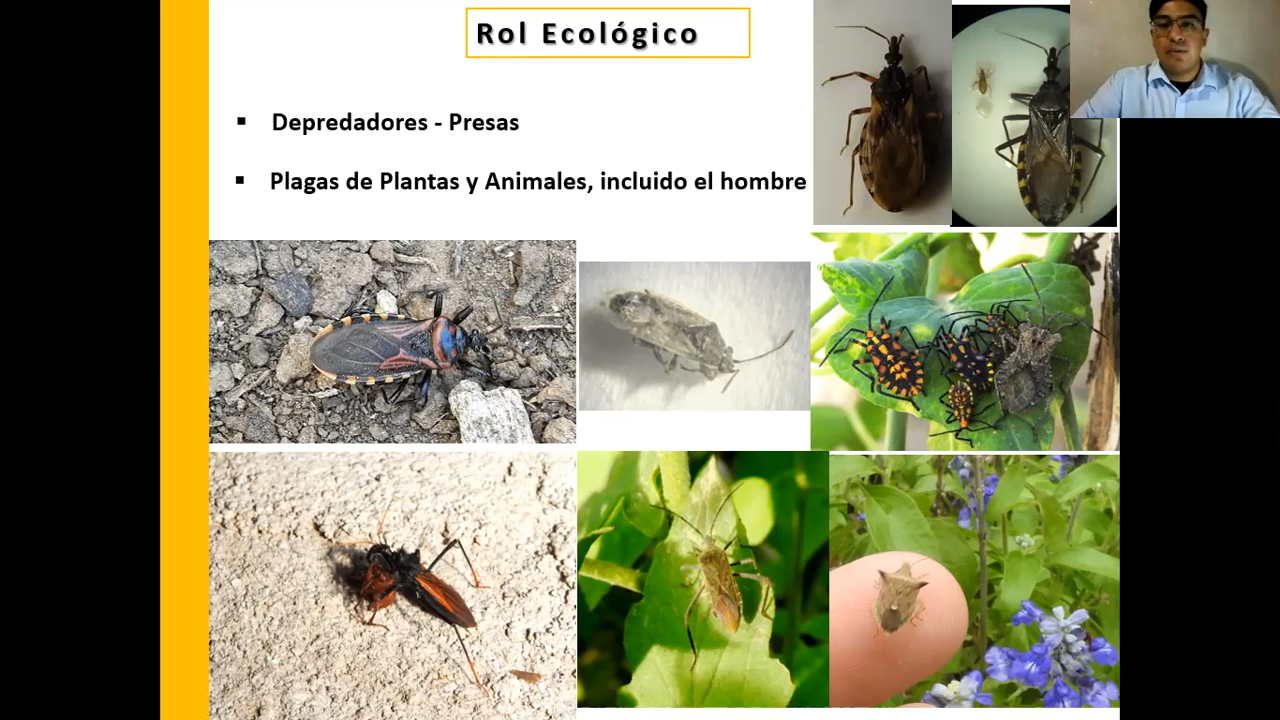 Rol Ecológico
▪ Depredadores - Presas
▪ Plagas de Plantas y Animales, incluido el hombre